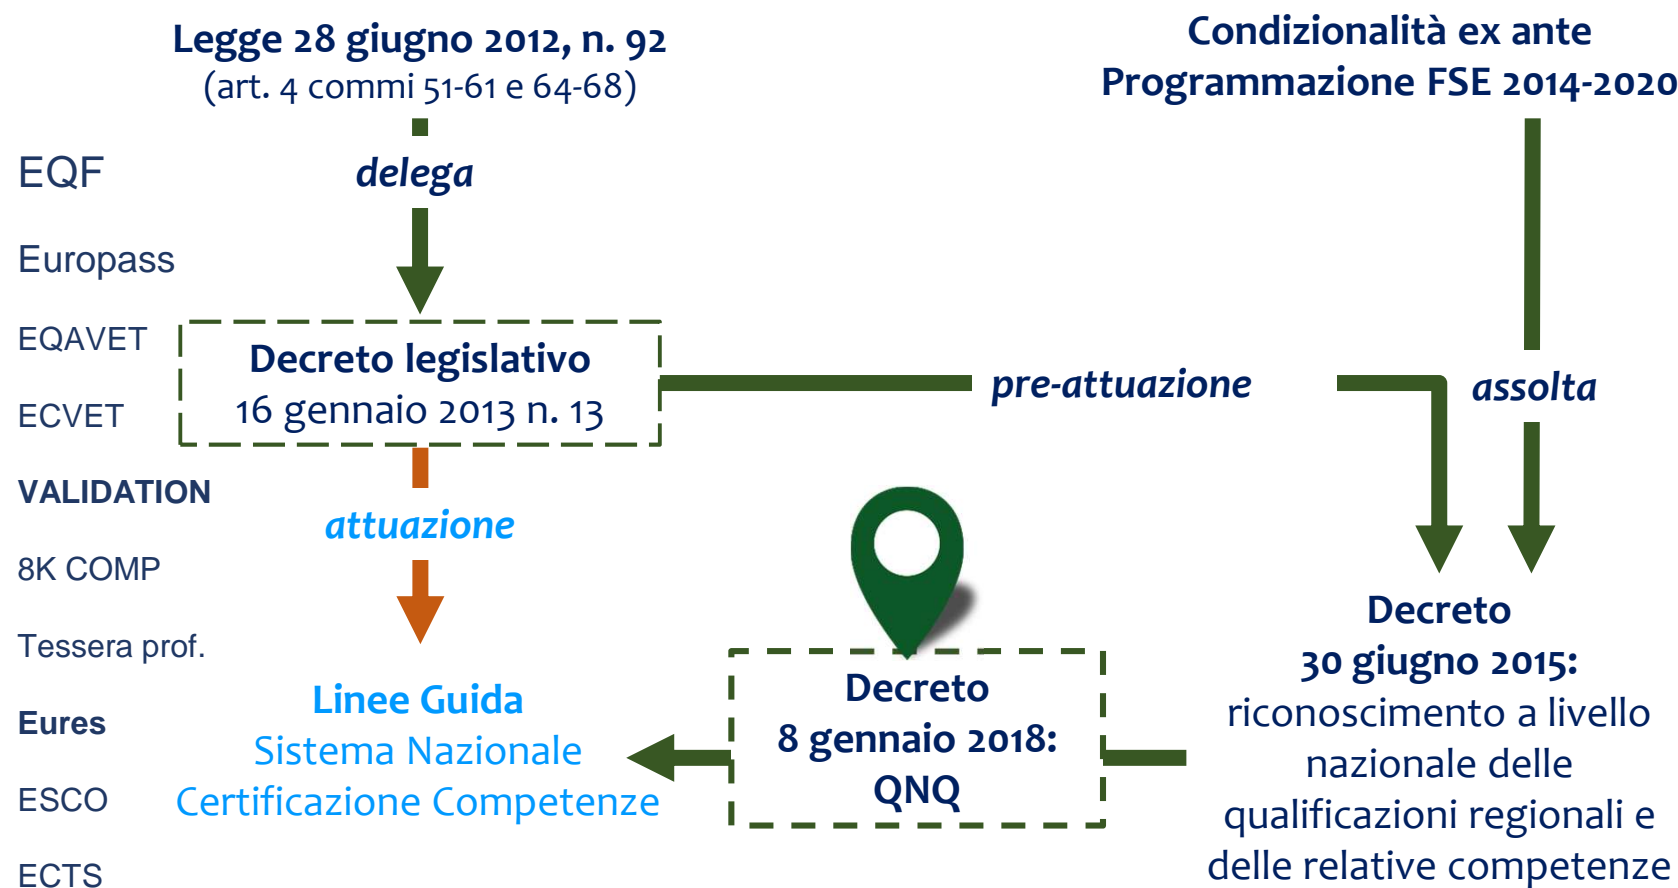 Legge 28 giugno 2012, n. 92
(art. 4 commi 51-61 e 64-68)
Condizionalità ex ante
Programmazione FSE 2014-2020
EQF
Europass
EQAVET
ECVET
VALIDATION
8K COMP
Tessera prof.
Eures
ESCO
ECTS
delega
Decreto legislativo
16 gennaio 2013 n. 13
pre-attuazione
assolta
attuazione
Linee Guida
Sistema Nazionale
Certificazione Competenze
Decreto
8 gennaio 2018:
QNQ
Decreto
30 giugno 2015:
riconoscimento a livello
nazionale delle
qualificazioni regionali e
delle relative competenze